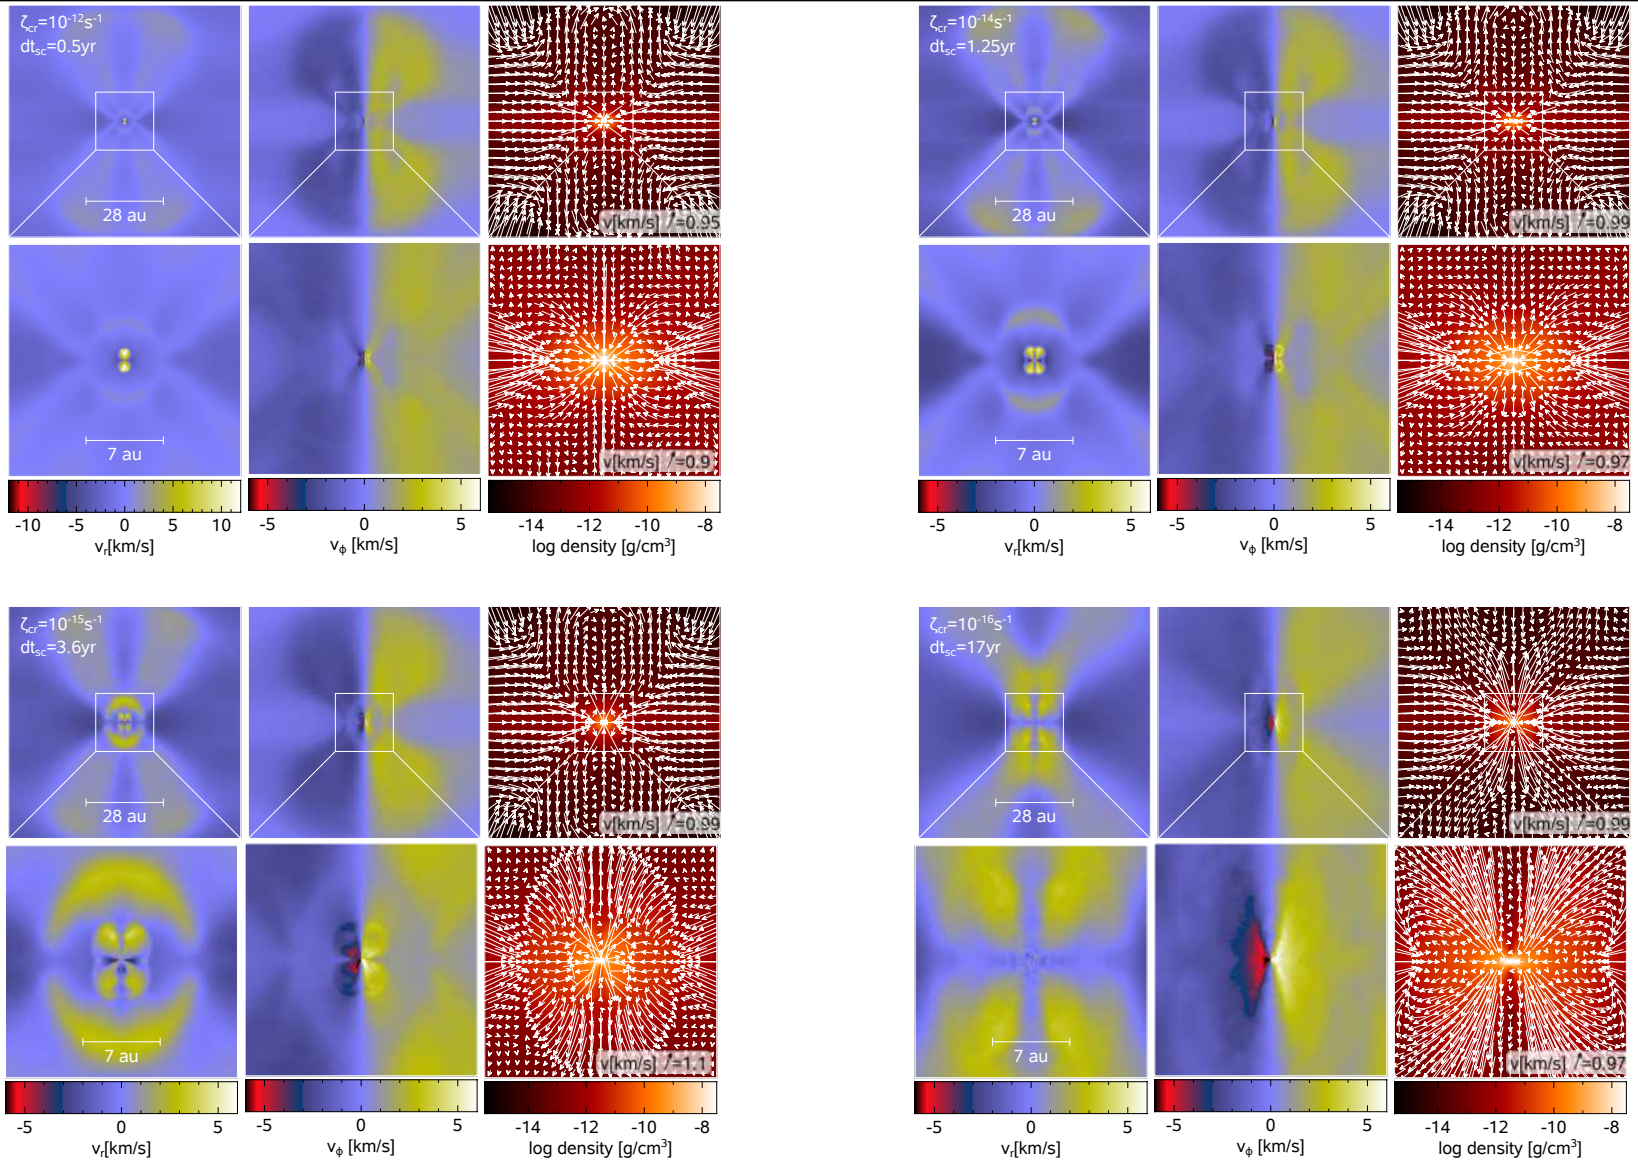 ζcr=10⁻¹²s⁻¹
dtsc=0.5yr
28 au
v[km/s] =0.95
7 au
v[km/s] =0.9
-10 -5 0 5 10
vr[km/s]
-5 0 5
vϕ [km/s]
-14 -12 -10 -8
log density [g/cm³]
ζcr=10⁻¹⁴s⁻¹
dtsc=1.25yr
28 au
v[km/s] =0.99
7 au
v[km/s] =0.97
-5 0 5
vr[km/s]
-5 0 5
vϕ [km/s]
-14 -12 -10 -8
log density [g/cm³]
ζcr=10⁻¹⁵s⁻¹
dtsc=3.6yr
28 au
v[km/s] =0.99
7 au
v[km/s] =1.1
-5 0 5
vr[km/s]
-5 0 5
vϕ [km/s]
-14 -12 -10 -8
log density [g/cm³]
ζcr=10⁻¹⁶s⁻¹
dtsc=17yr
28 au
v[km/s] =0.99
7 au
v[km/s] =0.97
-5 0 5
vr[km/s]
-5 0 5
vϕ [km/s]
-14 -12 -10 -8
log density [g/cm³]